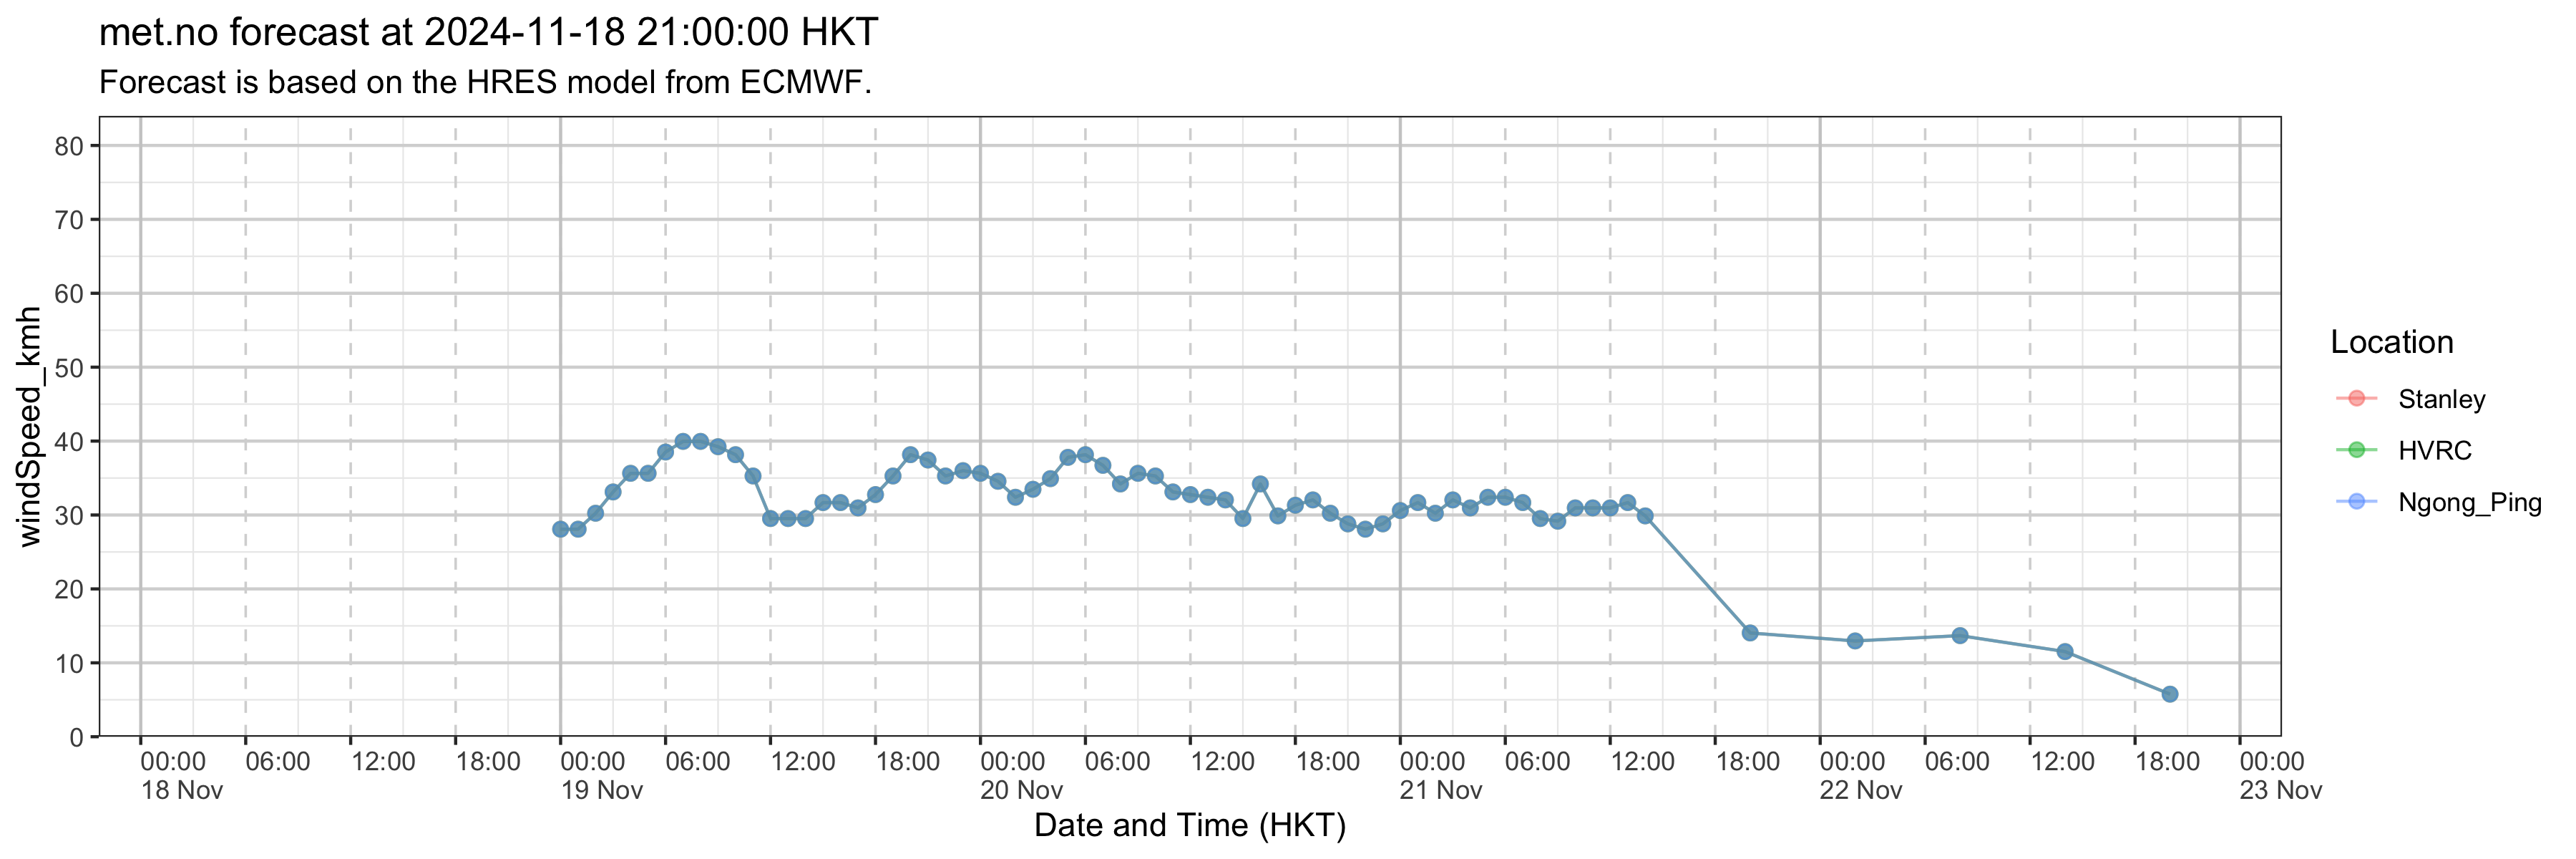 met.no forecast at 2024-11-18 21:00:00 HKT
Forecast is based on the HRES model from ECMWF.
windSpeed_kmh
80
70
60
50
40
30
20
10
0
00:00 06:00 12:00 18:00 00:00 06:00 12:00 18:00 00:00 06:00 12:00 18:00 00:00 06:00 12:00 18:00 00:00 06:00 12:00 18:00 00:00
18 Nov 19 Nov 20 Nov 21 Nov 22 Nov 23 Nov
Date and Time (HKT)
Location
Stanley
HVRC
Ngong_Ping